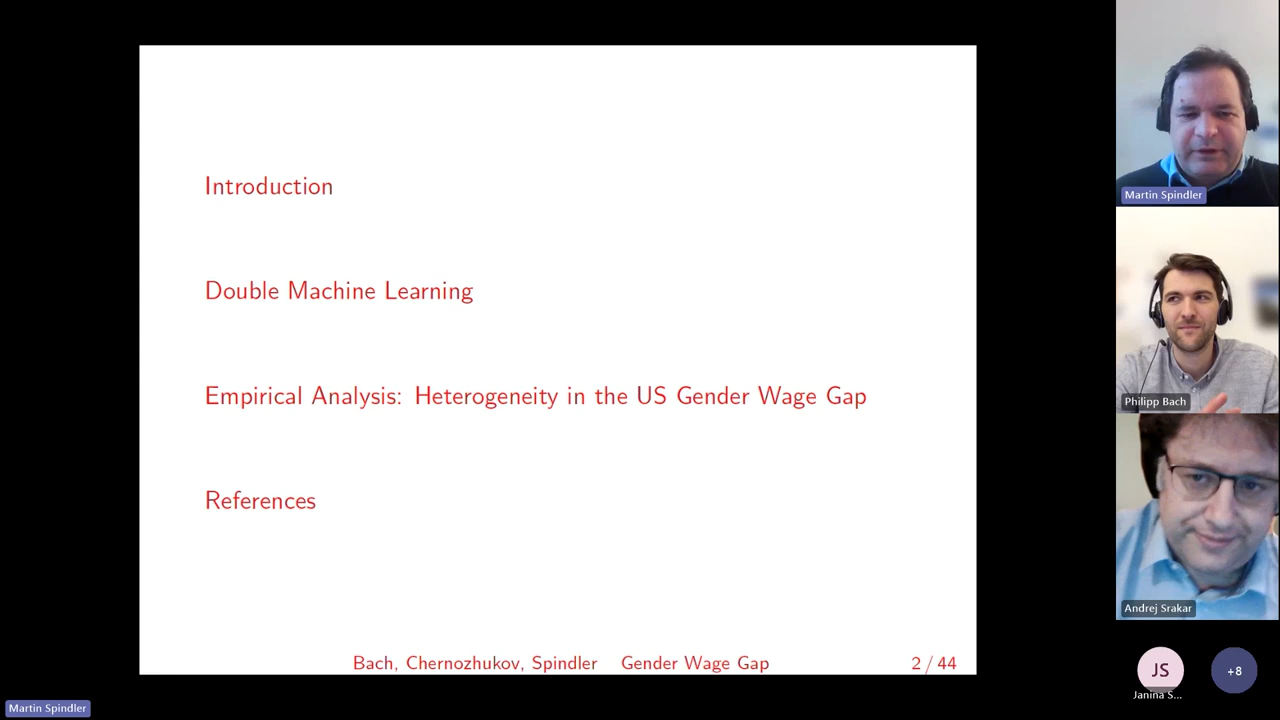 Introduction
Double Machine Learning
Empirical Analysis: Heterogeneity in the US Gender Wage Gap
References
Bach, Chernozhukov, Spindler Gender Wage Gap 2 / 44
Martin Spindler
Philipp Bach
Andrej Srakar
JS
Janina S...
+8
Martin Spindler